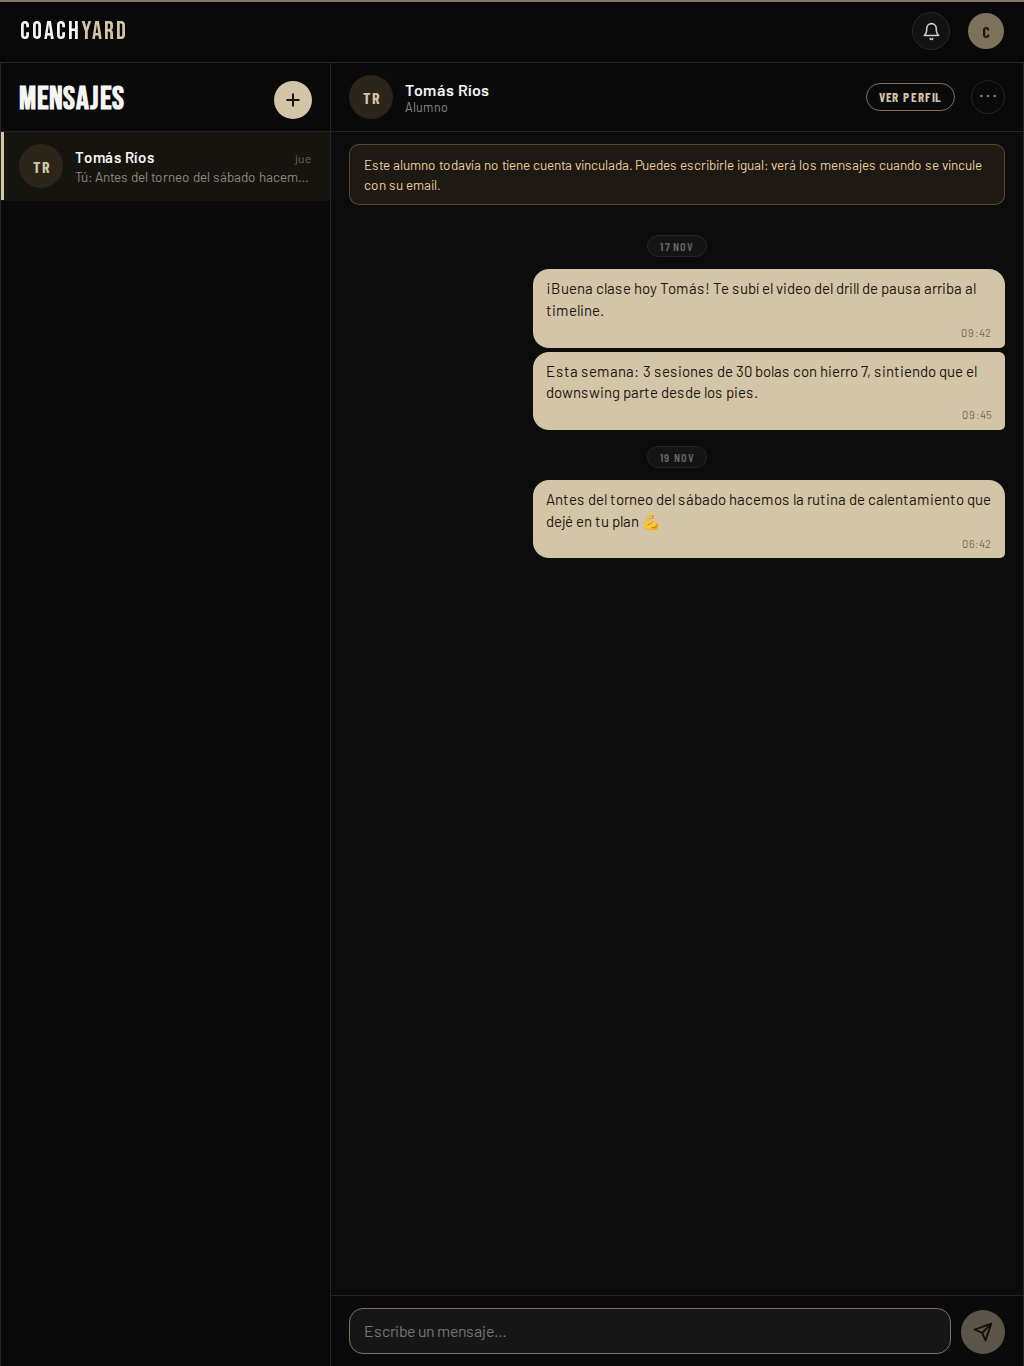 COACHYARD
C
MENSAJES
TR
Tomás Ríos
jue
Tú: Antes del torneo del sábado hacem...
TR
Tomás Ríos
Alumno
VER PERFIL
Este alumno todavía no tiene cuenta vinculada. Puedes escribirle igual: verá los mensajes cuando se vincule
con su email.
17 NOV
¡Buena clase hoy Tomás! Te subí el video del drill de pausa arriba al
timeline.
09:42
Esta semana: 3 sesiones de 30 bolas con hierro 7, sintiendo que el
downswing parte desde los pies.
09:45
19 NOV
Antes del torneo del sábado hacemos la rutina de calentamiento que
dejé en tu plan 💪
06:42
Escribe un mensaje...